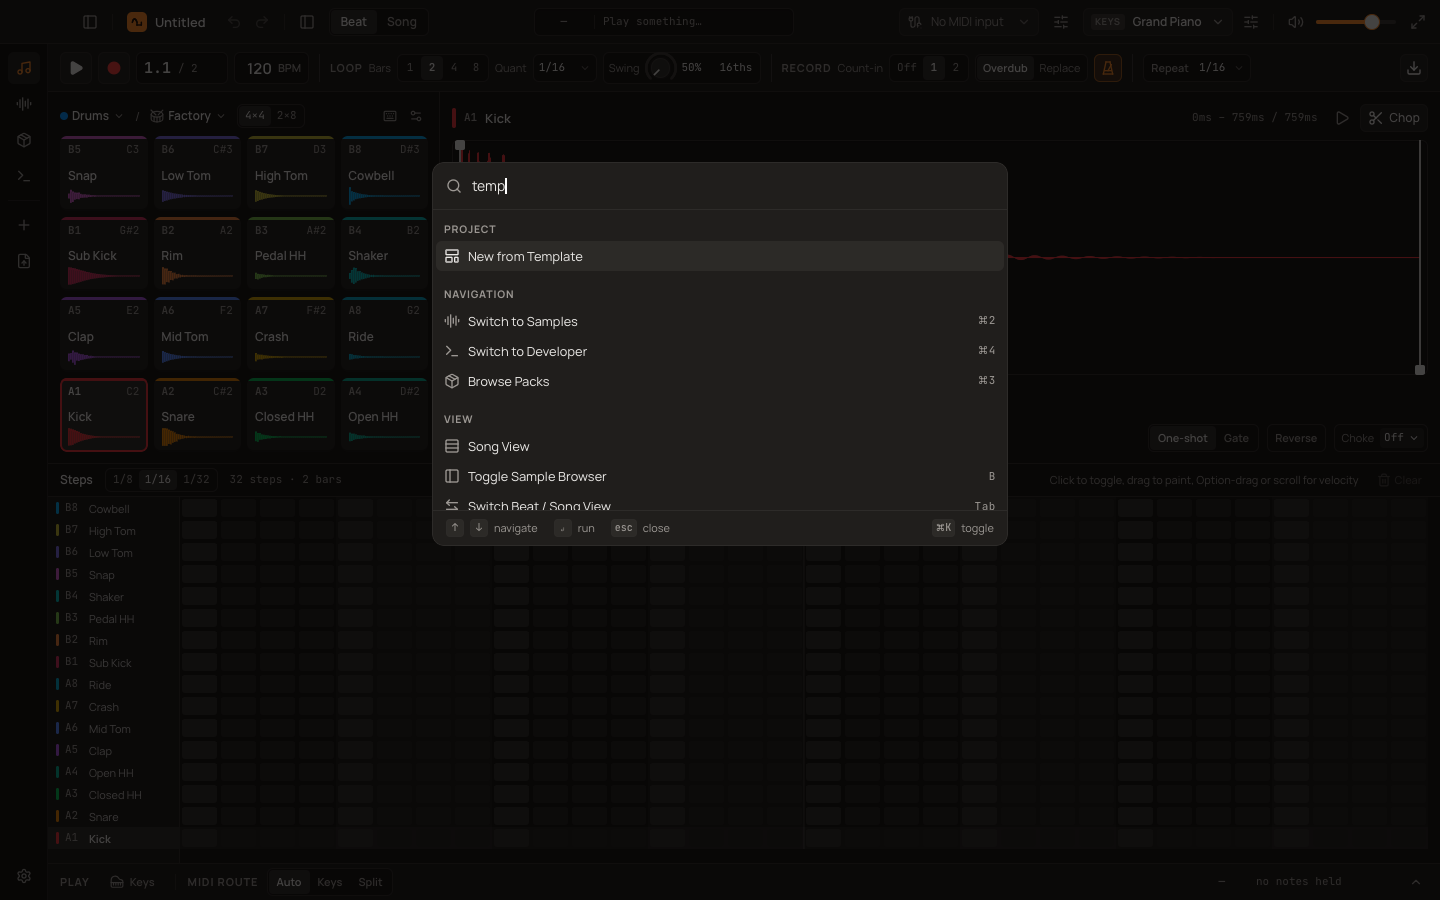 Untitled
Beat Song
– Play something…
No MIDI input
KEYS Grand Piano
1.1 / 2
120 BPM
LOOP Bars 1 2 4 8 Quant 1/16
Swing 50% 16ths
RECORD Count-in Off 1 2 Overdub Replace
Repeat 1/16
Drums / Factory 4×4 2×8
A1 Kick
0ms – 759ms / 759ms
Chop
B5 C3 B6 C#3 B7 D3 B8 D#3
Snap Low Tom High Tom Cowbell
B1 G#2 B2 A2 B3 A#2 B4 B2
Sub Kick Rim Pedal HH Shaker
A5 E2 A6 F2 A7 F#2 A8 G2
Clap Mid Tom Crash Ride
A1 C2 A2 C#2 A3 D2 A4 D#2
Kick Snare Closed HH Open HH
temp
PROJECT
New from Template
NAVIGATION
Switch to Samples ⌘2
Switch to Developer ⌘4
Browse Packs ⌘3
VIEW
Song View
Toggle Sample Browser B
Switch Beat / Song View Tab
↑ ↓ navigate ↵ run esc close ⌘K toggle
One-shot Gate Reverse Choke Off
Steps 1/8 1/16 1/32 32 steps · 2 bars
Click to toggle, drag to paint, Option-drag or scroll for velocity Clear
B8 Cowbell
B7 High Tom
B6 Low Tom
B5 Snap
B4 Shaker
B3 Pedal HH
B2 Rim
B1 Sub Kick
A8 Ride
A7 Crash
A6 Mid Tom
A5 Clap
A4 Open HH
A3 Closed HH
A2 Snare
A1 Kick
PLAY Keys MIDI ROUTE Auto Keys Split
– no notes held